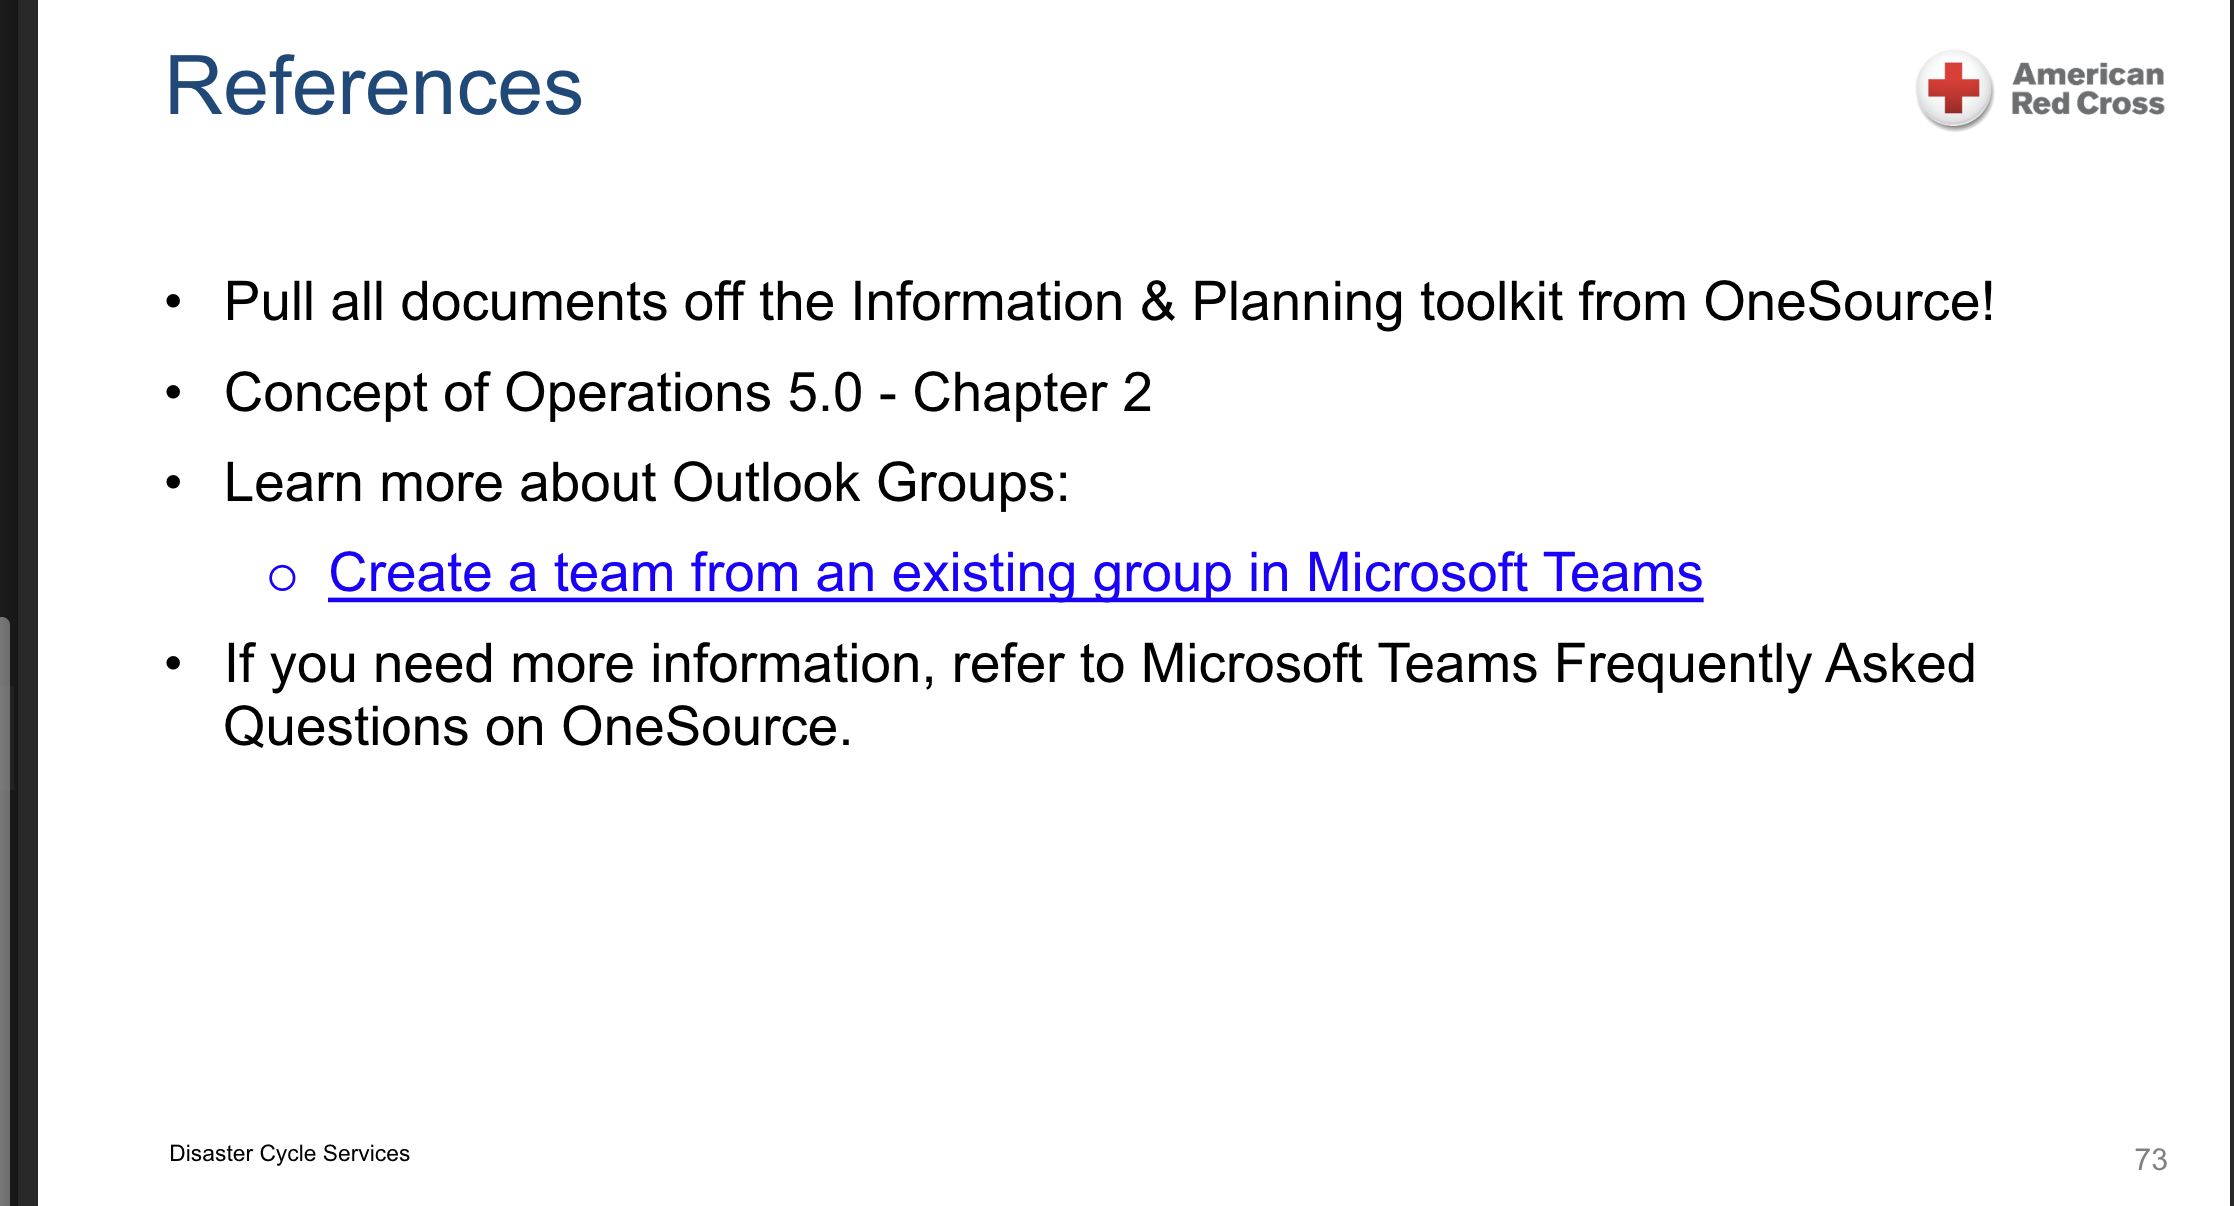 References
American
Red Cross
• Pull all documents off the Information & Planning toolkit from OneSource!
• Concept of Operations 5.0 - Chapter 2
• Learn more about Outlook Groups:
o Create a team from an existing group in Microsoft Teams
• If you need more information, refer to Microsoft Teams Frequently Asked
Questions on OneSource.
Disaster Cycle Services
73